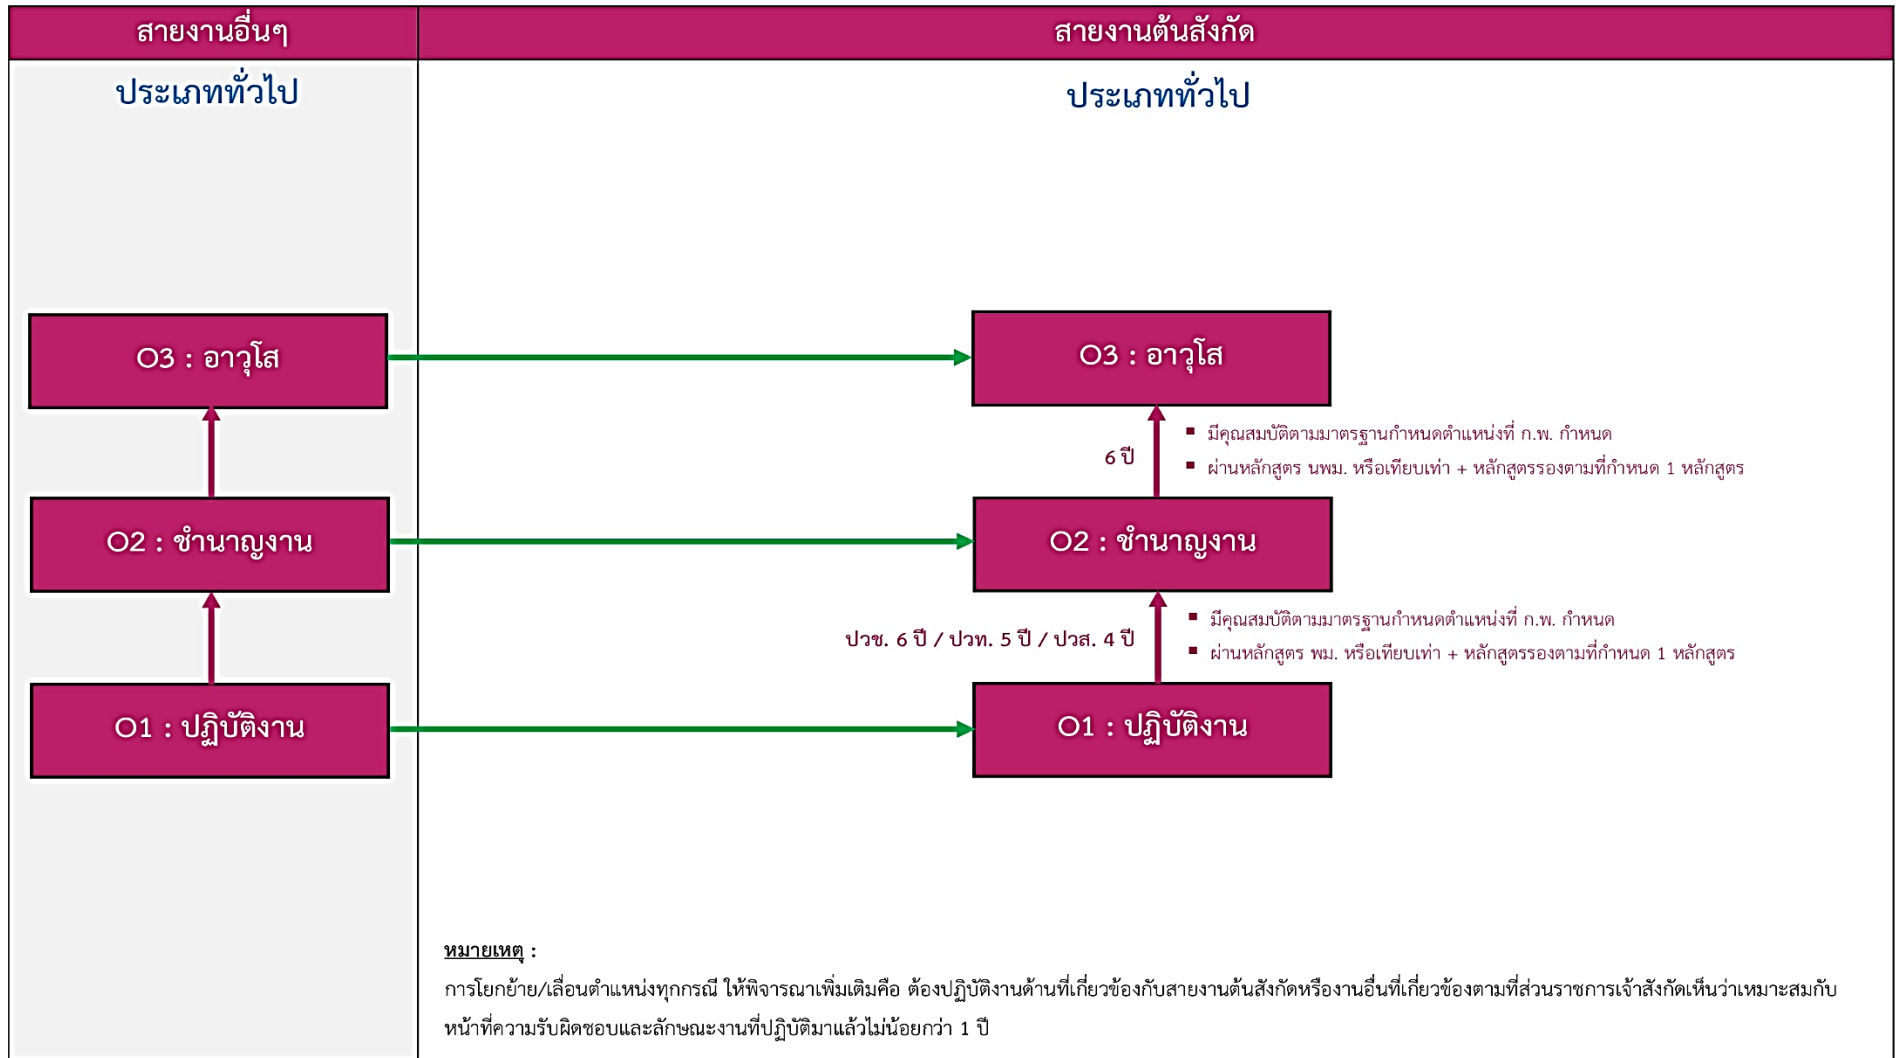 สายงานอื่นๆ
สายงานต้นสังกัด
ประเภททั่วไป
ประเภททั่วไป
O3 : อาวุโส
O3 : อาวุโส
6 ปี
▪ มีคุณสมบัติตามมาตรฐานกำหนดตำแหน่งที่ ก.พ. กำหนด
▪ ผ่านหลักสูตร นพม. หรือเทียบเท่า + หลักสูตรรองตามที่กำหนด 1 หลักสูตร
O2 : ชำนาญงาน
O2 : ชำนาญงาน
ปวช. 6 ปี / ปวท. 5 ปี / ปวส. 4 ปี
▪ มีคุณสมบัติตามมาตรฐานกำหนดตำแหน่งที่ ก.พ. กำหนด
▪ ผ่านหลักสูตร พม. หรือเทียบเท่า + หลักสูตรรองตามที่กำหนด 1 หลักสูตร
O1 : ปฏิบัติงาน
O1 : ปฏิบัติงาน
หมายเหตุ :
การโยกย้าย/เลื่อนตำแหน่งทุกกรณี ให้พิจารณาเพิ่มเติมคือ ต้องปฏิบัติงานด้านที่เกี่ยวข้องกับสายงานต้นสังกัดหรืองานอื่นที่เกี่ยวข้องตามที่ส่วนราชการเจ้าสังกัดเห็นว่าเหมาะสมกับ
หน้าที่ความรับผิดชอบและลักษณะงานที่ปฏิบัติมาแล้วไม่น้อยกว่า 1 ปี